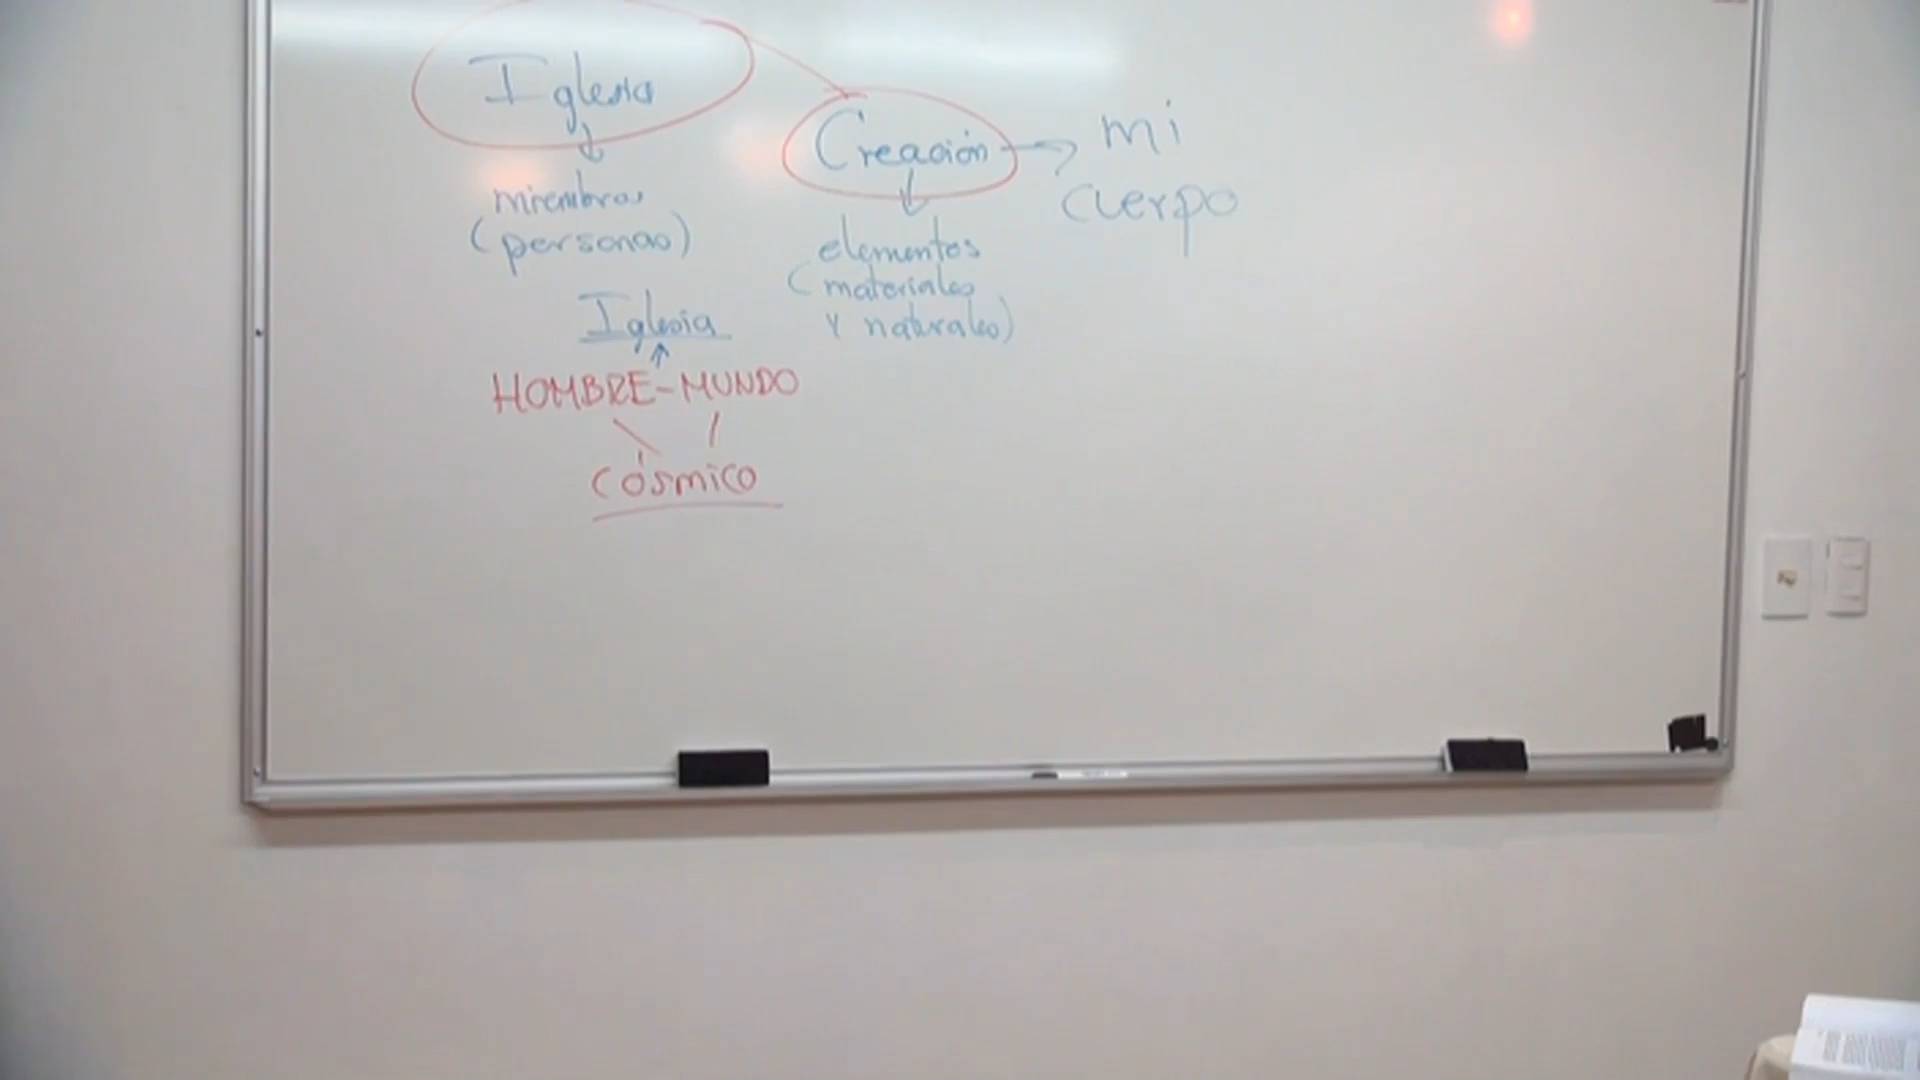 Iglesia
miembros
(personas)
Creación
mi
cuerpo
elementos
(materiales
y naturales)
Iglesia
HOMBRE-MUNDO
cósmico